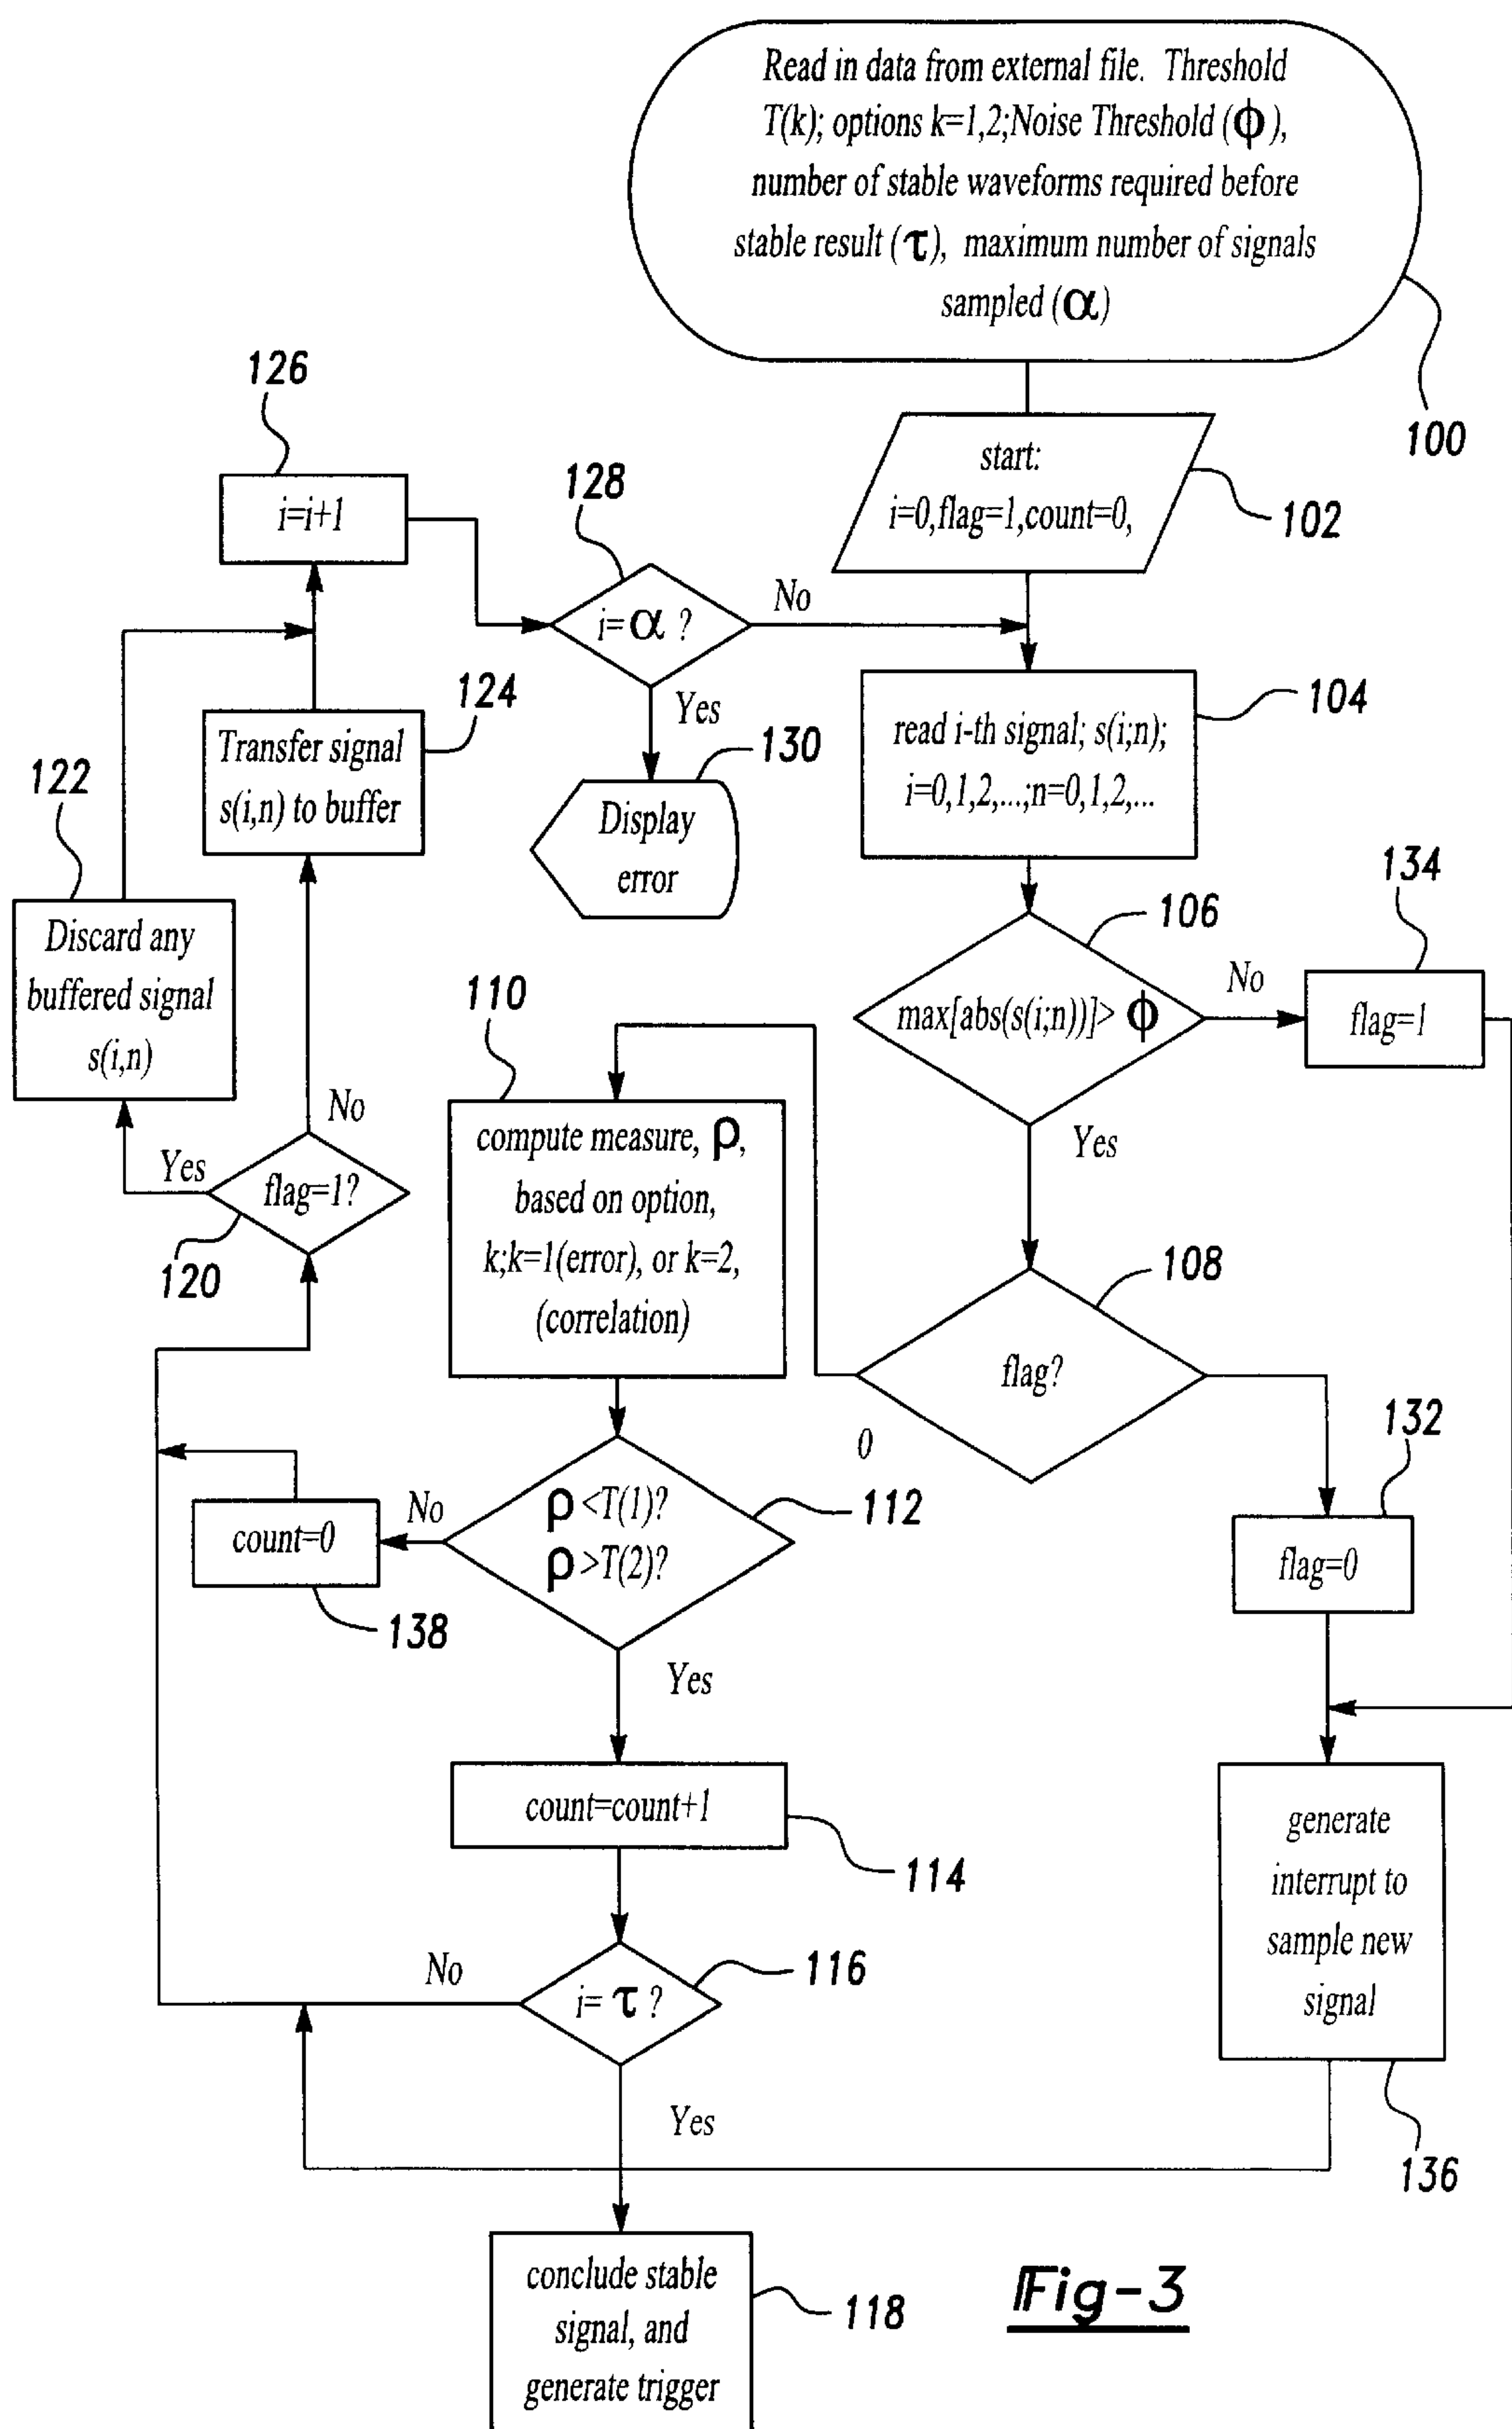 Read in data from external file. Threshold
T(k); options k=1,2;Noise Threshold (ϕ),
number of stable waveforms required before
stable result (τ), maximum number of signals
sampled (α)
100
start:
i=0,flag=1,count=0,
102
126
i=i+1
128
i= α ?
No
Yes
130
Display
error
124
Transfer signal
s(i,n) to buffer
122
Discard any
buffered signal
s(i,n)
No
Yes
flag=1?
120
104
read i-th signal; s(i;n);
i=0,1,2,...;n=0,1,2,...
106
max[abs(s(i;n))]> ϕ
No
134
flag=1
Yes
108
flag?
0
110
compute measure, ρ,
based on option,
k;k=1(error), or k=2,
(correlation)
132
flag=0
112
ρ <T(1)?
ρ >T(2)?
No
count=0
138
Yes
count=count+1
114
116
i= τ ?
No
Yes
generate
interrupt to
sample new
signal
136
conclude stable
signal, and
generate trigger
118
Fig-3